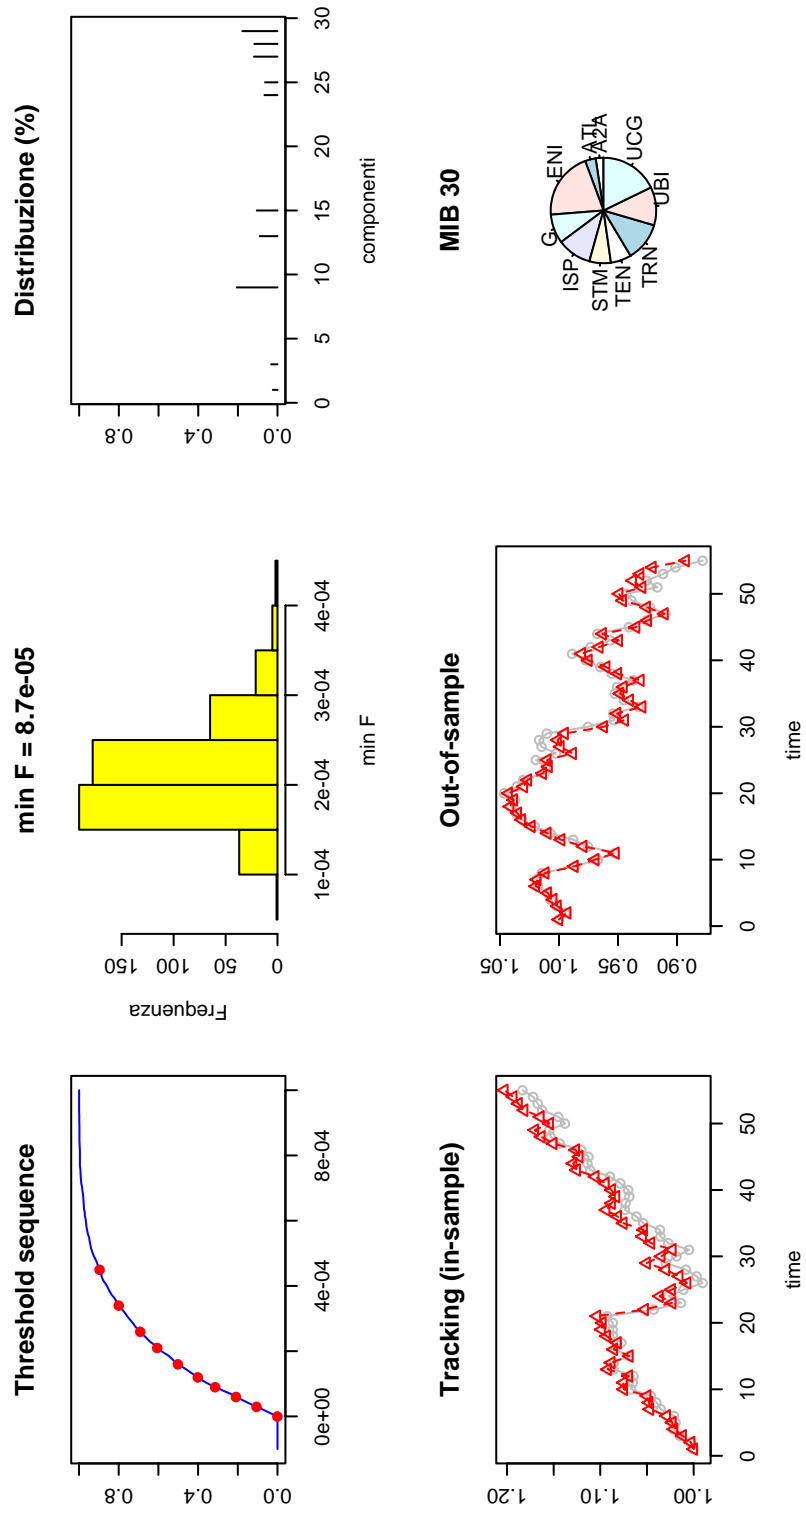 Threshold sequence
0.0 0.4 0.8
0e+00 4e-04 8e-04
min F = 8.7e-05
Frequenza
0 50 100 150
1e-04 2e-04 3e-04 4e-04
min F
Distribuzione (%)
0.0 0.4 0.8
0 5 10 15 20 25 30
componenti
Tracking (in-sample)
1.00 1.10 1.20
0 10 20 30 40 50
time
Out-of-sample
0.90 0.95 1.00 1.05
0 10 20 30 40 50
time
MIB 30
A2A
ATL
ENI
G
ISP
STM
TEN
TRN
UBI
UCG